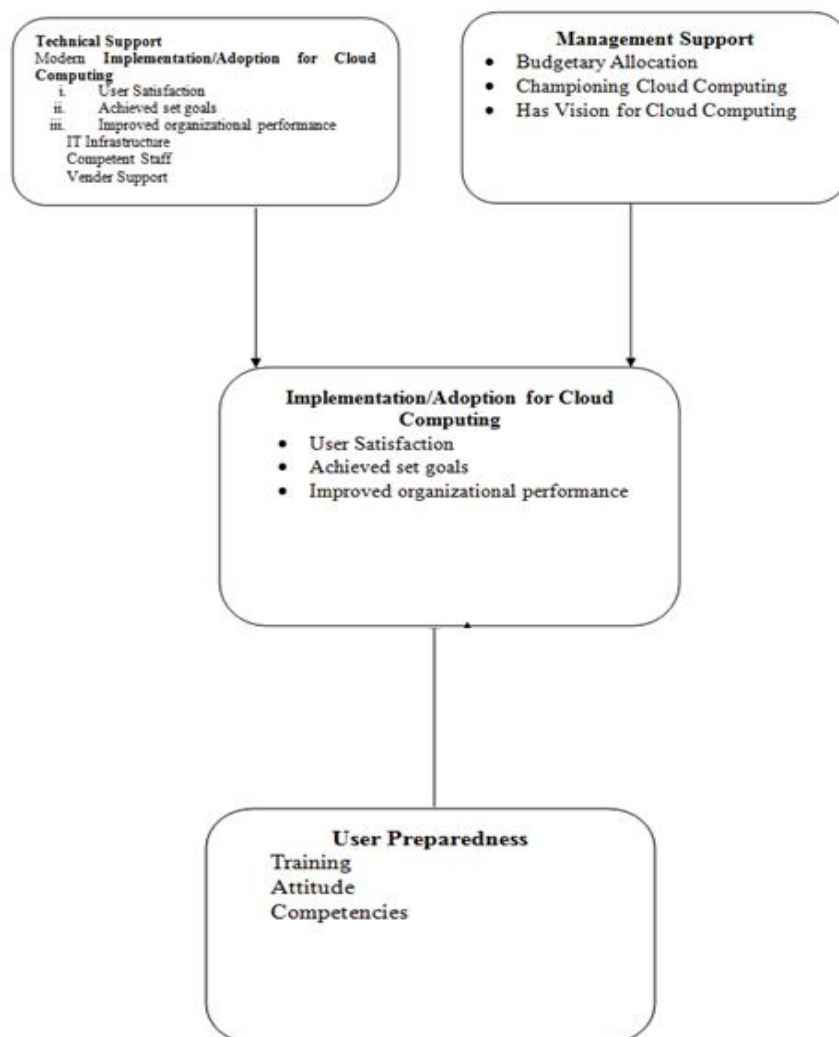 Technical Support
Modern Implementation/Adoption for Cloud
Computing
i. User Satisfaction
ii. Achieved set goals
iii. Improved organizational performance
IT Infrastructure
Competent Staff
Vender Support
Management Support
• Budgetary Allocation
• Championing Cloud Computing
• Has Vision for Cloud Computing
Implementation/Adoption for Cloud
Computing
• User Satisfaction
• Achieved set goals
• Improved organizational performance
User Preparedness
Training
Attitude
Competencies